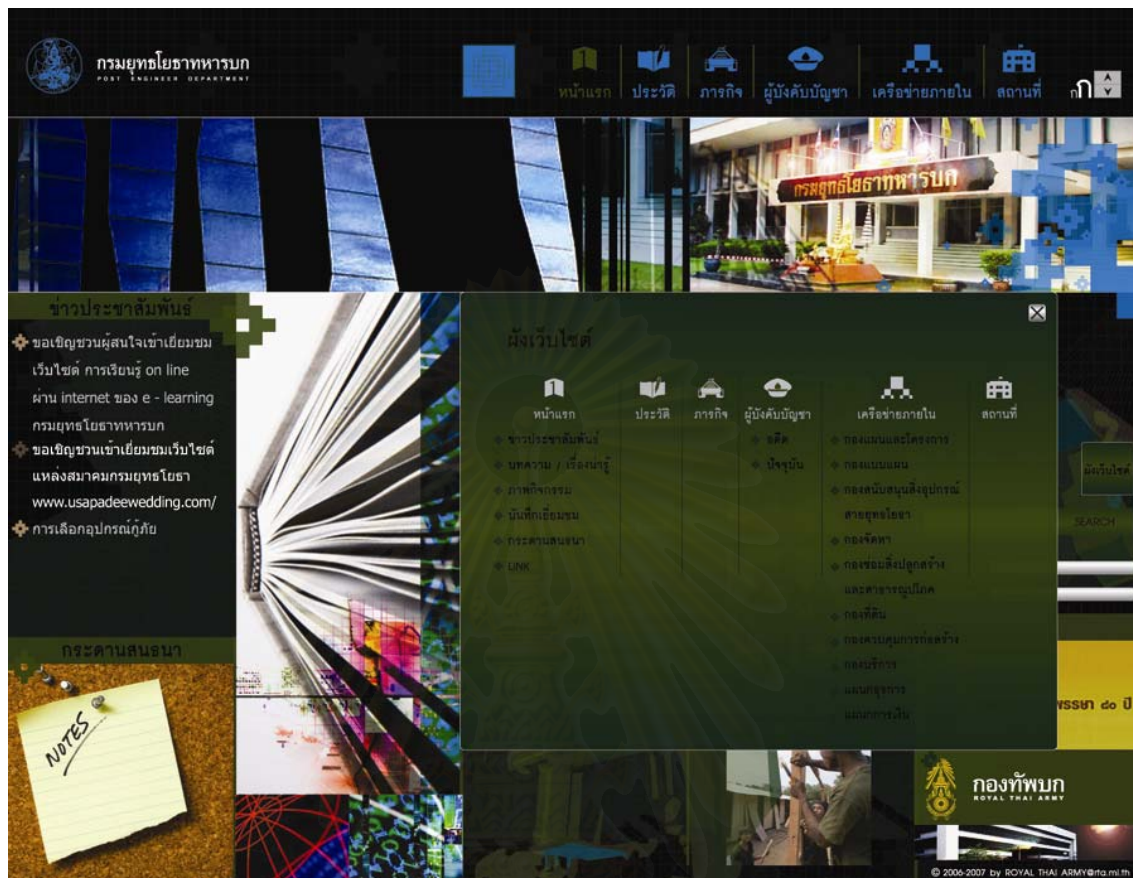 กรมยุทธโยธาทหารบก
POST ENGINEER DEPARTMENT
หน้าแรก
ประวัติ
ภารกิจ
ผู้บังคับบัญชา
เครือข่ายภายใน
สถานที่
กก
กรมยุทธโยธาทหารบก
ข่าวประชาสัมพันธ์
ขอเชิญชวนผู้สนใจเข้าเยี่ยมชม
เว็บไซต์ การเรียนรู้ on line
ผ่าน internet ของ e - learning
กรมยุทธโยธาทหารบก
ขอเชิญชวนเข้าเยี่ยมชมเว็บไซต์
แหล่งสมาคมกรมยุทธโยธา
www.usapadeewedding.com/
การเลือกอุปกรณ์กู้ภัย
กระดานสนธนา
NOTES
ผังเว็บไซต์
หน้าแรก
ข่าวประชาสัมพันธ์
บทความ / เรื่องน่ารู้
ภาพกิจกรรม
บันทึกเยี่ยมชม
กระดานสนธนา
LINK
ประวัติ
ภารกิจ
ผู้บังคับบัญชา
อดีต
ปัจจุบัน
เครือข่ายภายใน
กองแผนและโครงการ
กองแบบแผน
กองสนับสนุนสิ่งอุปกรณ์
สายยุทธโยธา
กองจัดหา
กองซ่อมสิ่งปลูกสร้าง
และสาธารณูปโภค
กองที่ดิน
กองควบคุมการก่อสร้าง
กองบริการ
แผนกธุรการ
แผนกการเงิน
สถานที่
ผังเว็บไซต์
SEARCH
พรรษา ๘๐ ปี
กองทัพบก
ROYAL THAI ARMY
© 2006-2007 by ROYAL THAI ARMY@rta.mi.th